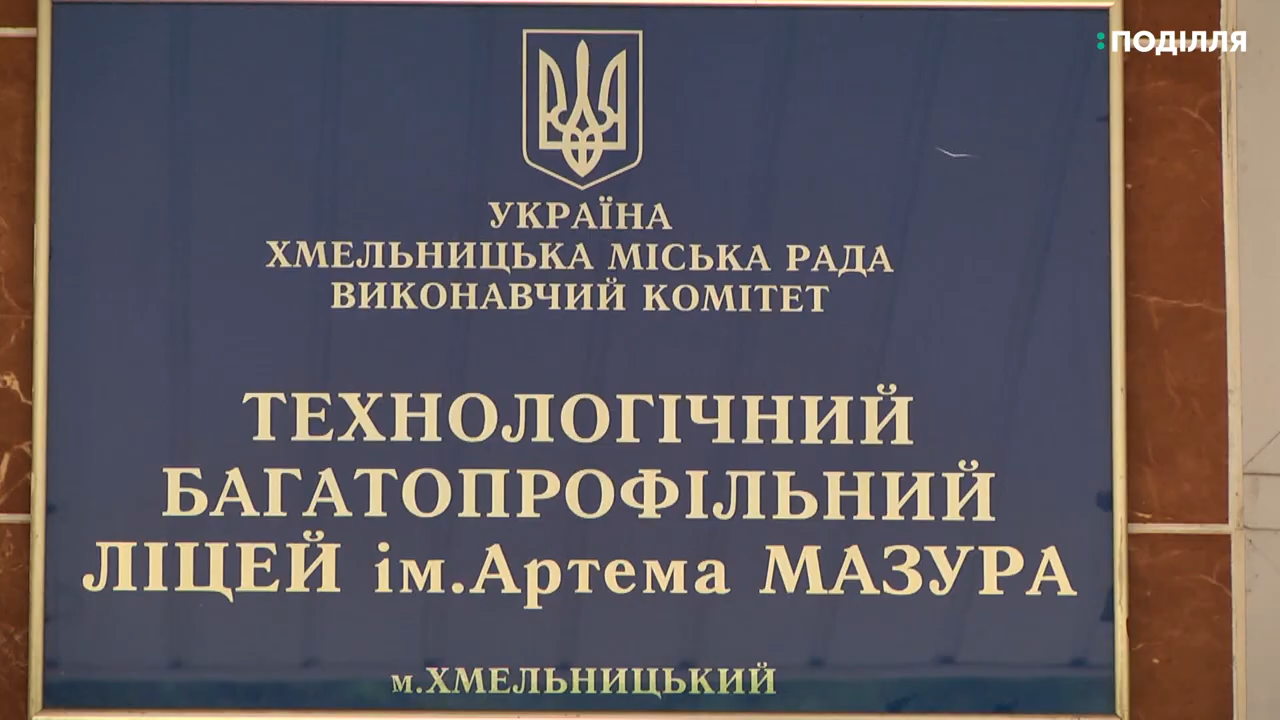 :ПОДІЛЛЯ
УКРАЇНА
ХМЕЛЬНИЦЬКА МІСЬКА РАДА
ВИКОНАВЧИЙ КОМІТЕТ
ТЕХНОЛОГІЧНИЙ
БАГАТОПРОФІЛЬНИЙ
ЛІЦЕЙ ім.Артема МАЗУРА
м.ХМЕЛЬНИЦЬКИЙ